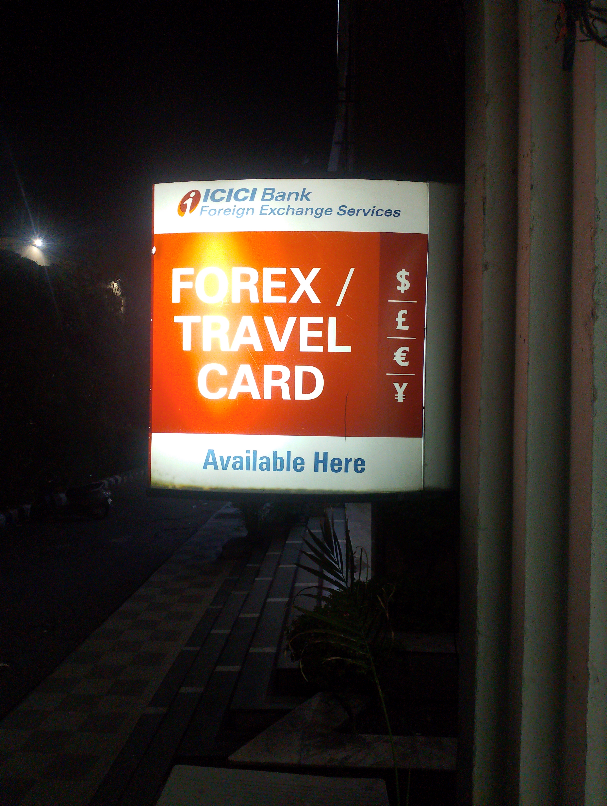 ICICI Bank
Foreign Exchange Services
FOREX /
TRAVEL
CARD
$
£
€
¥
Available Here